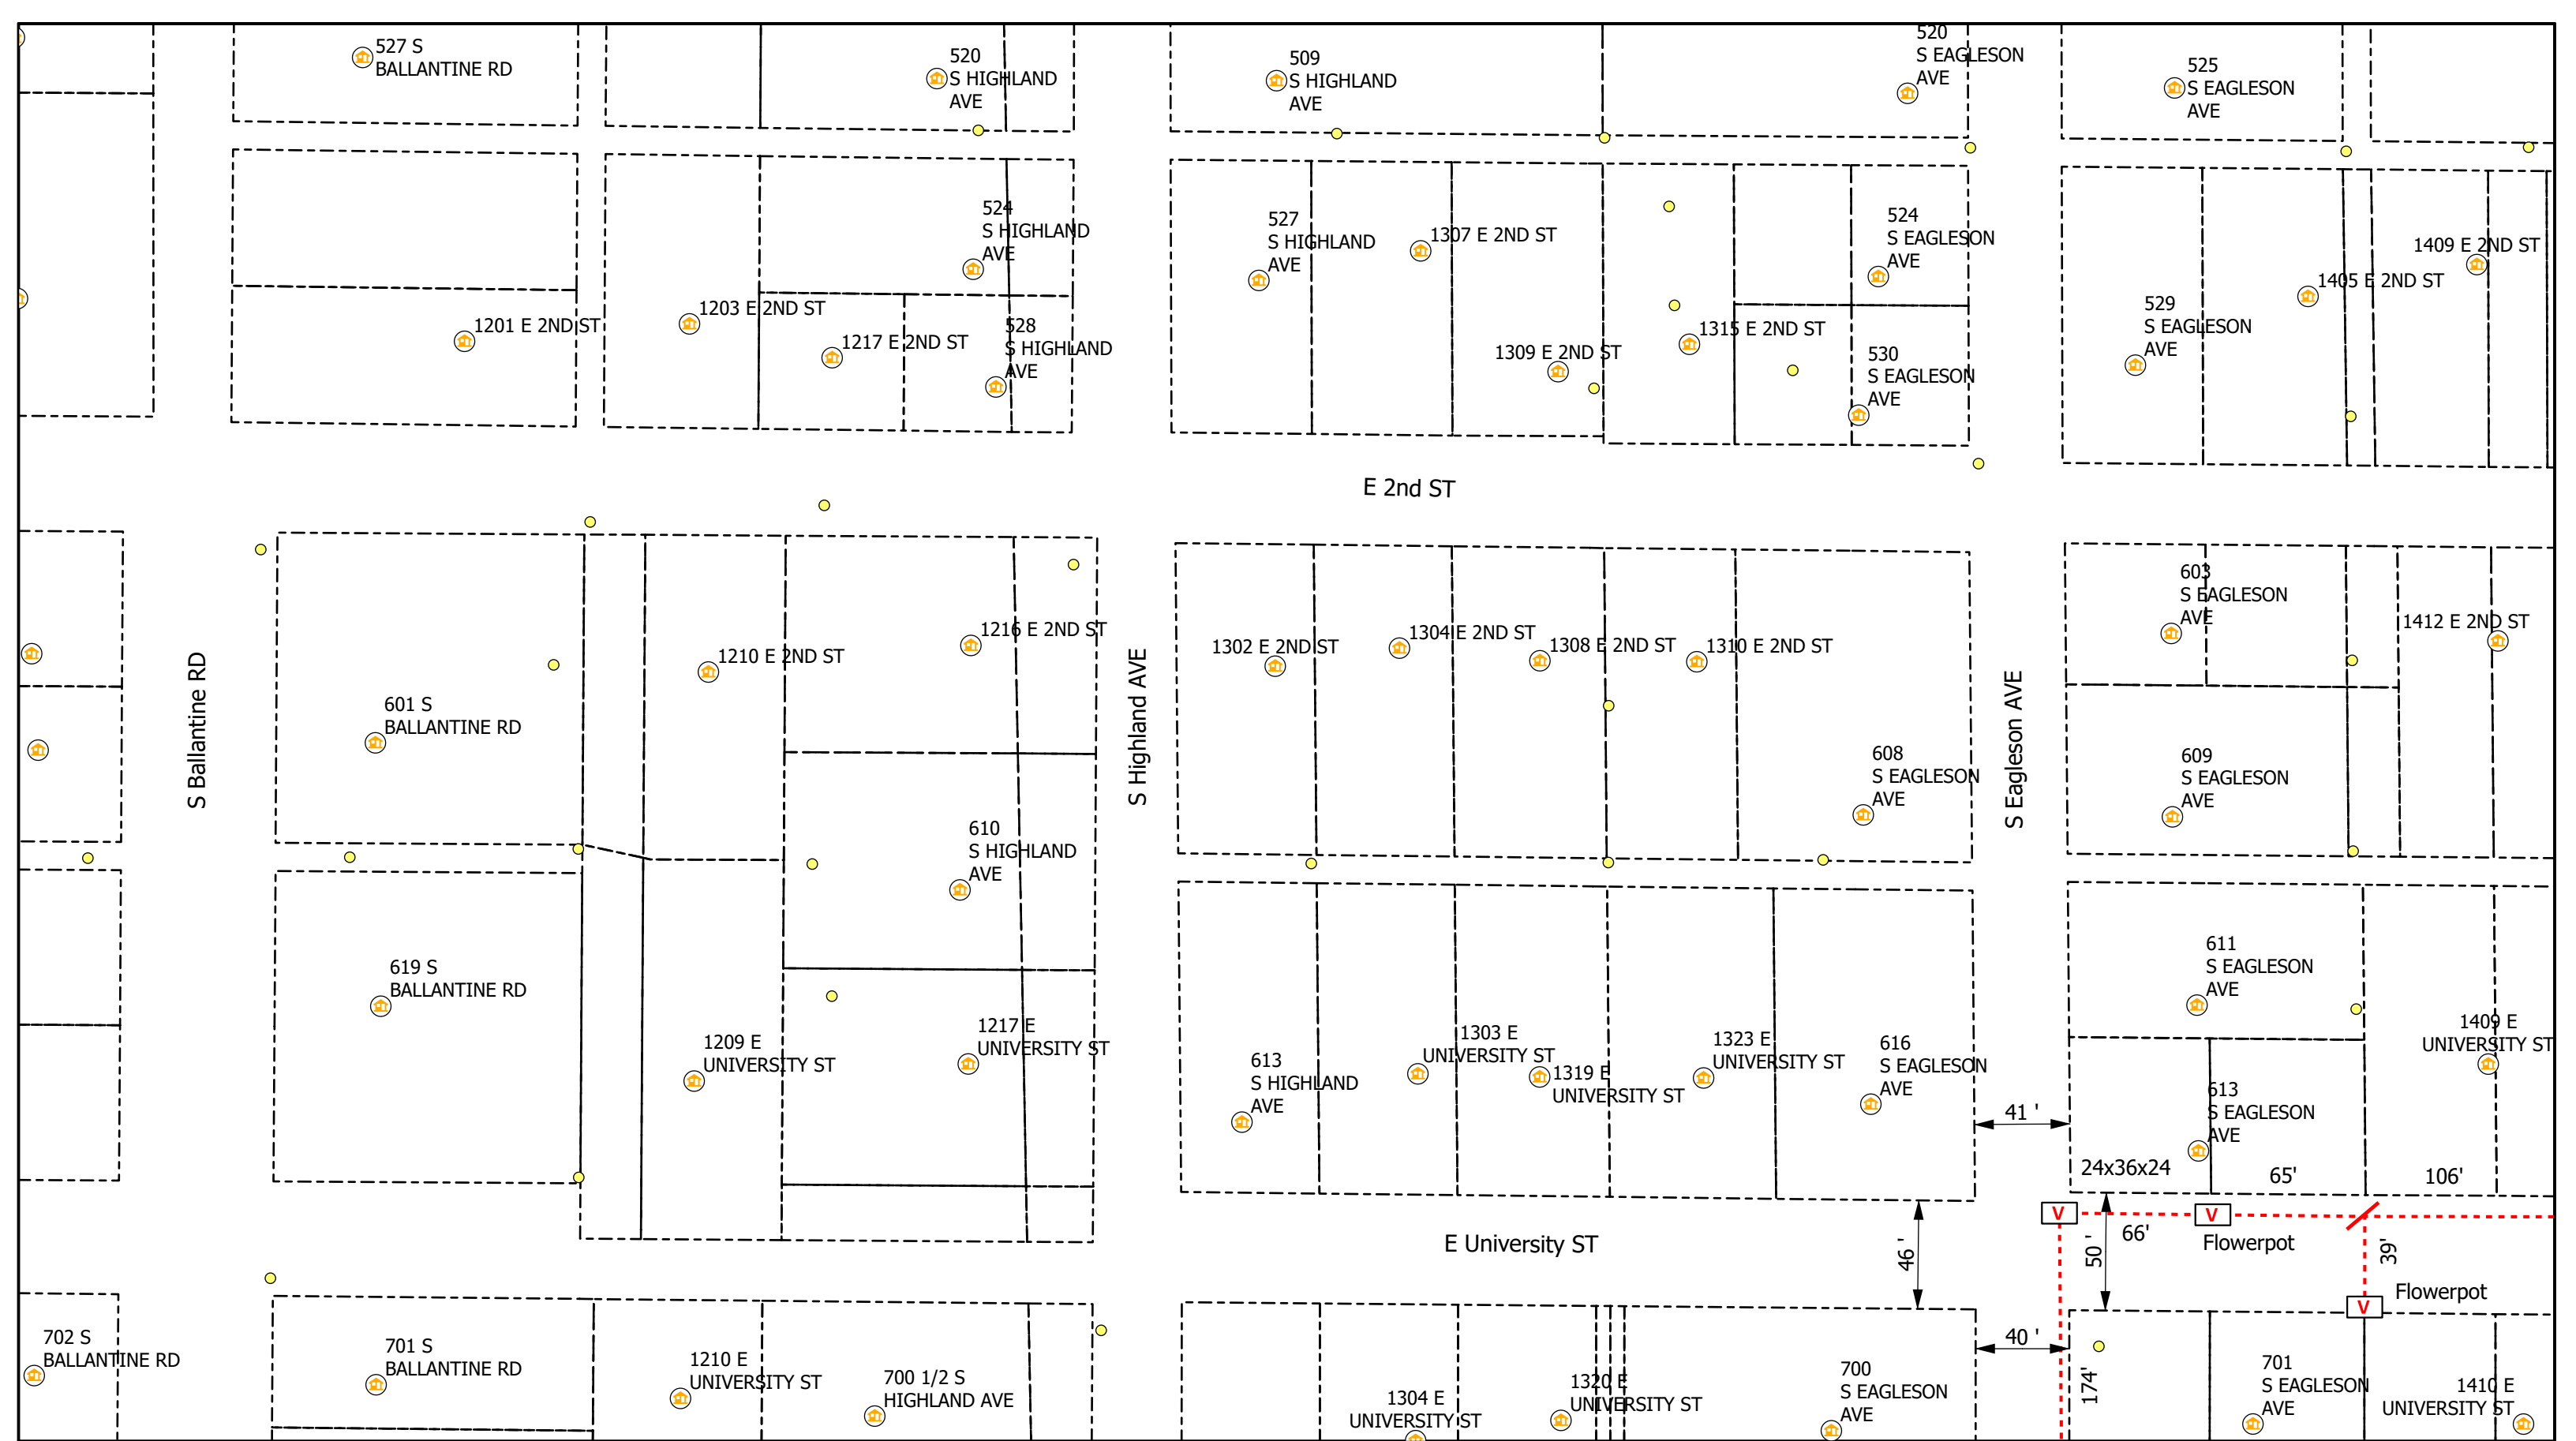 527 S
BALLANTINE RD
520
S HIGHLAND
AVE
509
S HIGHLAND
AVE
520
S EAGLESON
AVE
525
S EAGLESON
AVE
524
S HIGHLAND
AVE
527
S HIGHLAND
AVE
1307 E 2ND ST
524
S EAGLESON
AVE
1409 E 2ND ST
1405 E 2ND ST
529
S EAGLESON
AVE
1201 E 2ND ST
1203 E 2ND ST
1217 E 2ND ST
528
S HIGHLAND
AVE
1309 E 2ND ST
1315 E 2ND ST
530
S EAGLESON
AVE
E 2nd ST
S Ballantine RD
601 S
BALLANTINE RD
1210 E 2ND ST
1216 E 2ND ST
S Highland AVE
1302 E 2ND ST
1304 E 2ND ST
1308 E 2ND ST
1310 E 2ND ST
608
S EAGLESON
AVE
S Eagleson AVE
603
S EAGLESON
AVE
1412 E 2ND ST
609
S EAGLESON
AVE
610
S HIGHLAND
AVE
619 S
BALLANTINE RD
1209 E
UNIVERSITY ST
1217 E
UNIVERSITY ST
613
S HIGHLAND
AVE
1303 E
UNIVERSITY ST
1319 E
UNIVERSITY ST
1323 E
UNIVERSITY ST
616
S EAGLESON
AVE
611
S EAGLESON
AVE
1409 E
UNIVERSITY ST
613
S EAGLESON
AVE
41 '
24x36x24
65'
106'
V
V
66'
Flowerpot
39'
50 '
46 '
E University ST
Flowerpot
V
40 '
174'
702 S
BALLANTINE RD
701 S
BALLANTINE RD
1210 E
UNIVERSITY ST
700 1/2 S
HIGHLAND AVE
1304 E
UNIVERSITY ST
1320 E
UNIVERSITY ST
700
S EAGLESON
AVE
701
S EAGLESON
AVE
1410 E
UNIVERSITY ST